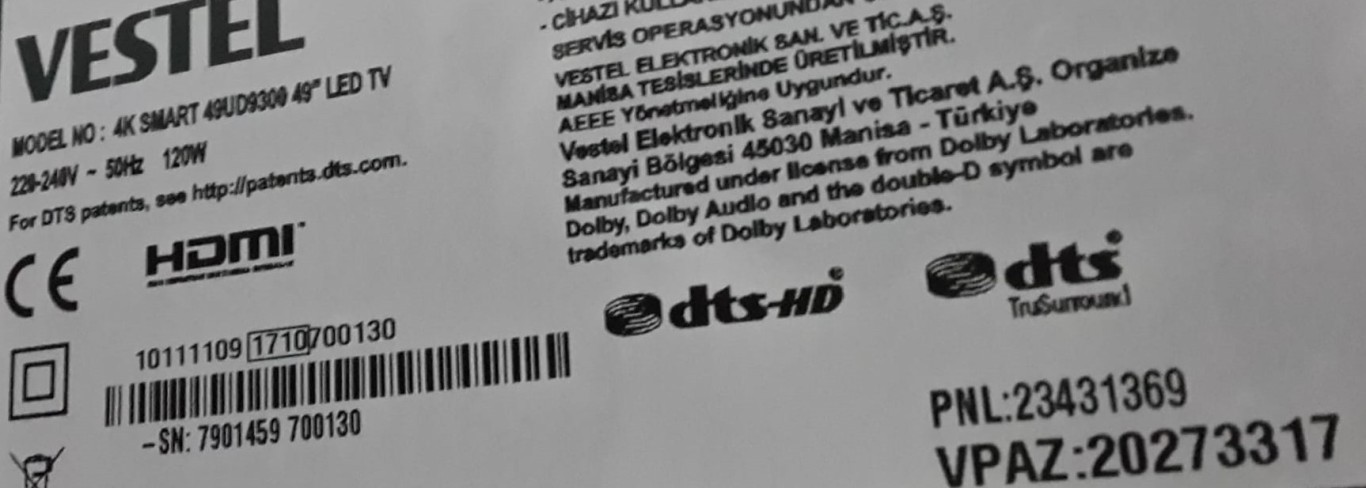 VESTEL
MODEL NO : 4K SMART 49UD9300 49" LED TV
220-240V ~ 50Hz 120W
For DTS patents, see http://patents.dts.com.
CE HDMI
10111109 1710700130
-SN: 7901459 700130
- CİHAZI
SERVİS OPERASYONUNDAN
VESTEL ELEKTRONİK SAN. VE TİC.A.Ş.
MANİSA TESİSLERİNDE ÜRETİLMİŞTİR.
AEEE Yönetmeliğine Uygundur.
Vestel Elektronik Sanayi ve Ticaret A.Ş. Organize
Sanayi Bölgesi 45030 Manisa - Türkiye
Manufactured under license from Dolby Laboratories.
Dolby, Dolby Audio and the double-D symbol are
trademarks of Dolby Laboratories.
dts-HD
dts
TruSurround
PNL:23431369
VPAZ:20273317